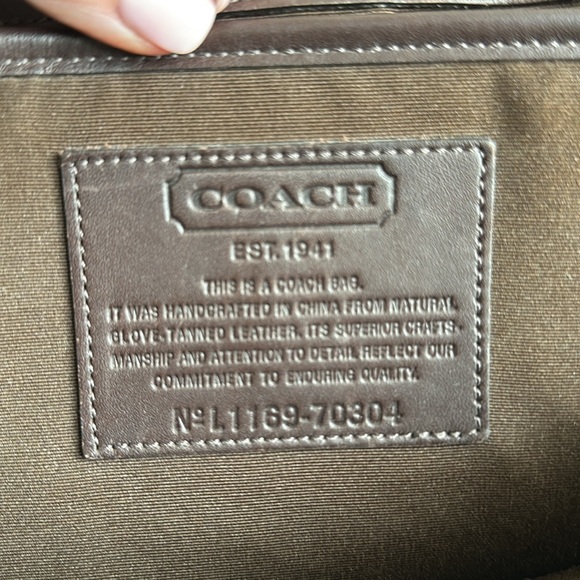 COACH
EST. 1941
THIS IS A COACH BAG.
IT WAS HANDCRAFTED IN CHINA FROM NATURAL
GLOVE-TANNED LEATHER. ITS SUPERIOR CRAFTS-
MANSHIP AND ATTENTION TO DETAIL REFLECT OUR
COMMITMENT TO ENDURING QUALITY.
Nº L1169-70304